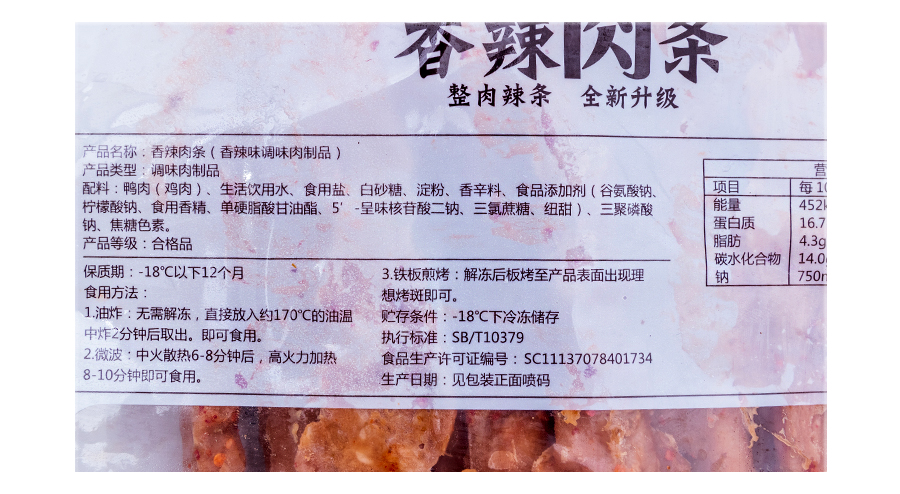 香辣肉条
整肉辣条 全新升级
产品名称：香辣肉条（香辣味调味肉制品）
产品类型：调味肉制品
配料：鸭肉（鸡肉）、生活饮用水、食用盐、白砂糖、淀粉、香辛料、食品添加剂（谷氨酸钠、
柠檬酸钠、食用香精、单硬脂酸甘油酯、5′-呈味核苷酸二钠、三氯蔗糖、纽甜）、三聚磷酸
钠、焦糖色素。
产品等级：合格品
保质期：-18℃以下12个月
食用方法：
1.油炸：无需解冻，直接放入约170℃的油温
中炸2分钟后取出。即可食用。
2.微波：中火散热6-8分钟后，高火力加热
8-10分钟即可食用。
3.铁板煎烤：解冻后板烤至产品表面出现理
想烤斑即可。
贮存条件：-18℃下冷冻储存
执行标准：SB/T10379
食品生产许可证编号：SC11137078401734
生产日期：见包装正面喷码
营
项目 每10
能量 452k
蛋白质 16.7
脂肪 4.3g
碳水化合物 14.0
钠 750m